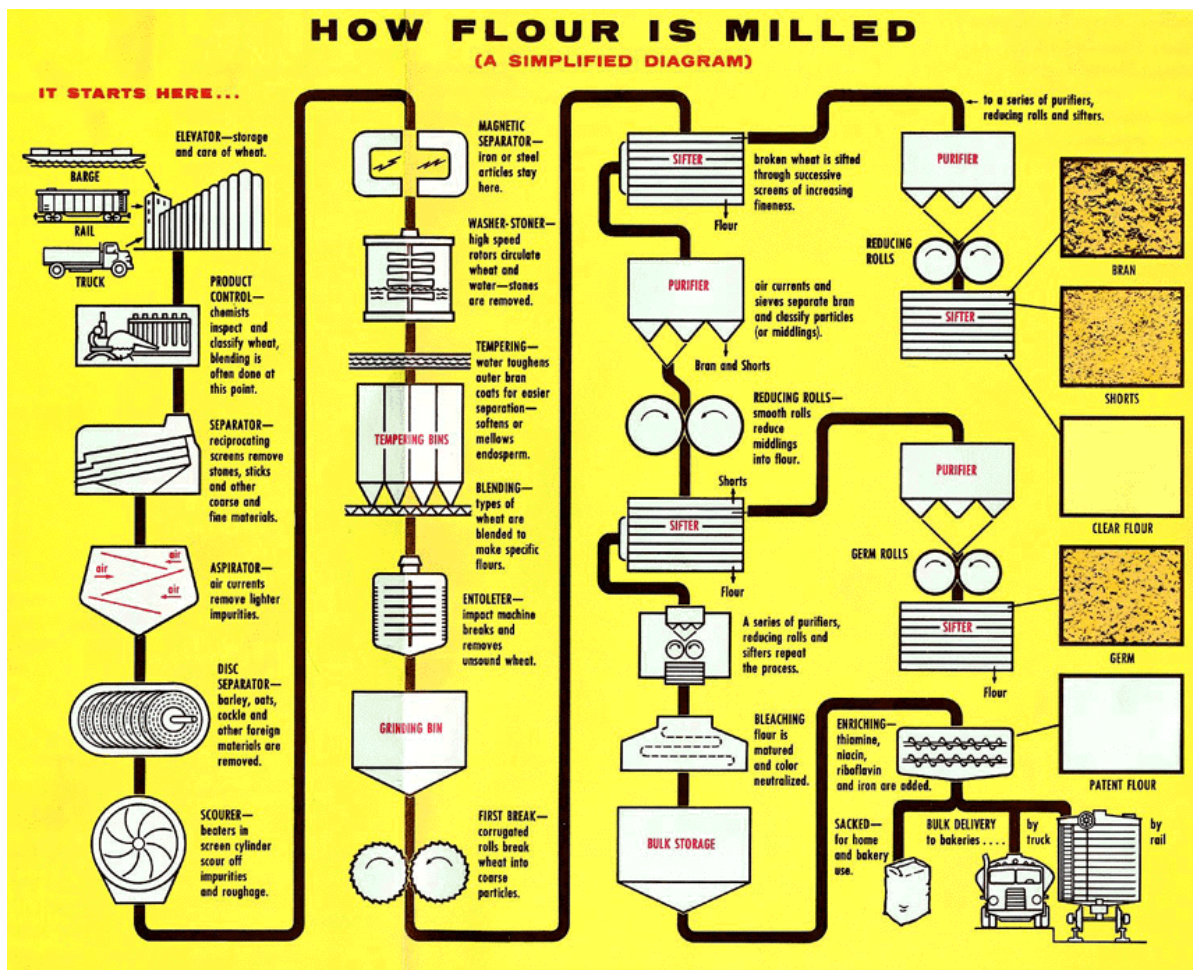 HOW FLOUR IS MILLED
(A SIMPLIFIED DIAGRAM)
IT STARTS HERE...
ELEVATOR—storage
and care of wheat.
BARGE
RAIL
TRUCK
PRODUCT
CONTROL—
chemists
inspect and
classify wheat,
blending is
often done at
this point.
SEPARATOR—
reciprocating
screens remove
stones, sticks
and other
coarse and
fine materials.
air
air
air
ASPIRATOR—
air currents
remove lighter
impurities.
DISC
SEPARATOR—
barley, oats,
cockle and
other foreign
materials are
removed.
SCOURER—
beaters in
screen cylinder
scour off
impurities
and roughage.
MAGNETIC
SEPARATOR—
iron or steel
articles stay
here.
WASHER-STONER—
high speed
rotors circulate
wheat and
water—stones
are removed.
TEMPERING—
water toughens
outer bran
coats for easier
separation—
softens or
mellows
endosperm.
TEMPERING BINS
BLENDING—
types of
wheat are
blended to
make specific
flours.
ENTOLETER—
impact machine
breaks and
removes
unsound wheat.
GRINDING BIN
FIRST BREAK—
corrugated
rolls break
wheat into
coarse
particles.
SIFTER
broken wheat is sifted
through successive
screens of increasing
fineness.
Flour
PURIFIER
air currents and
sieves separate bran
and classify particles
(or middlings).
Bran and Shorts
REDUCING ROLLS—
smooth rolls
reduce
middlings
into flour.
Shorts
SIFTER
Flour
A series of purifiers,
reducing rolls and
sifters repeat
the process.
BLEACHING
flour is
matured
and color
neutralized.
BULK STORAGE
to a series of purifiers,
reducing rolls and sifters.
PURIFIER
REDUCING
ROLLS
SIFTER
BRAN
SHORTS
CLEAR FLOUR
PURIFIER
GERM ROLLS
SIFTER
Flour
GERM
ENRICHING—
thiamine,
niacin,
riboflavin
and iron are added.
PATENT FLOUR
SACKED—
for home
and bakery
use.
BULK DELIVERY
to bakeries ....
by
truck
by
rail